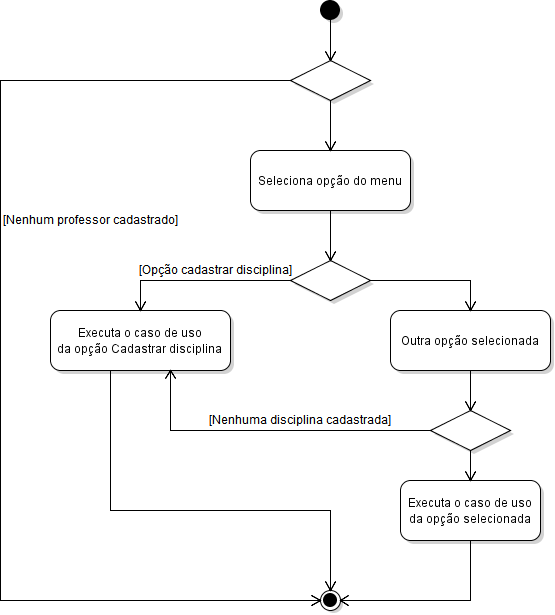 Seleciona opção do menu
[Nenhum professor cadastrado]
[Opção cadastrar disciplina]
Executa o caso de uso
da opção Cadastrar disciplina
Outra opção selecionada
[Nenhuma disciplina cadastrada]
Executa o caso de uso
da opção selecionada